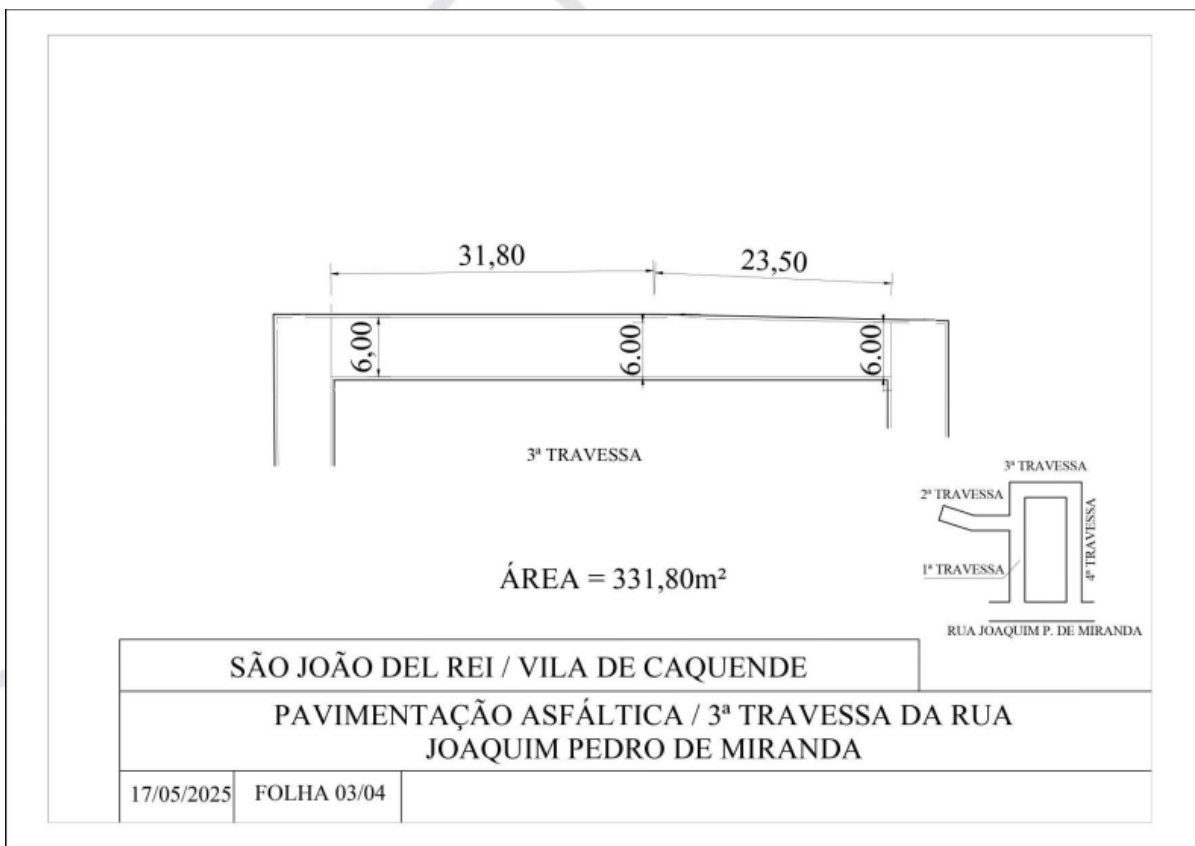 31,80
23,50
6,00
6.00
6.00
3ª TRAVESSA
3ª TRAVESSA
2ª TRAVESSA
4ª TRAVESSA
1ª TRAVESSA
RUA JOAQUIM P. DE MIRANDA
ÁREA = 331,80m²
SÃO JOÃO DEL REI / VILA DE CAQUENDE
PAVIMENTAÇÃO ASFÁLTICA / 3ª TRAVESSA DA RUA
JOAQUIM PEDRO DE MIRANDA
17/05/2025
FOLHA 03/04